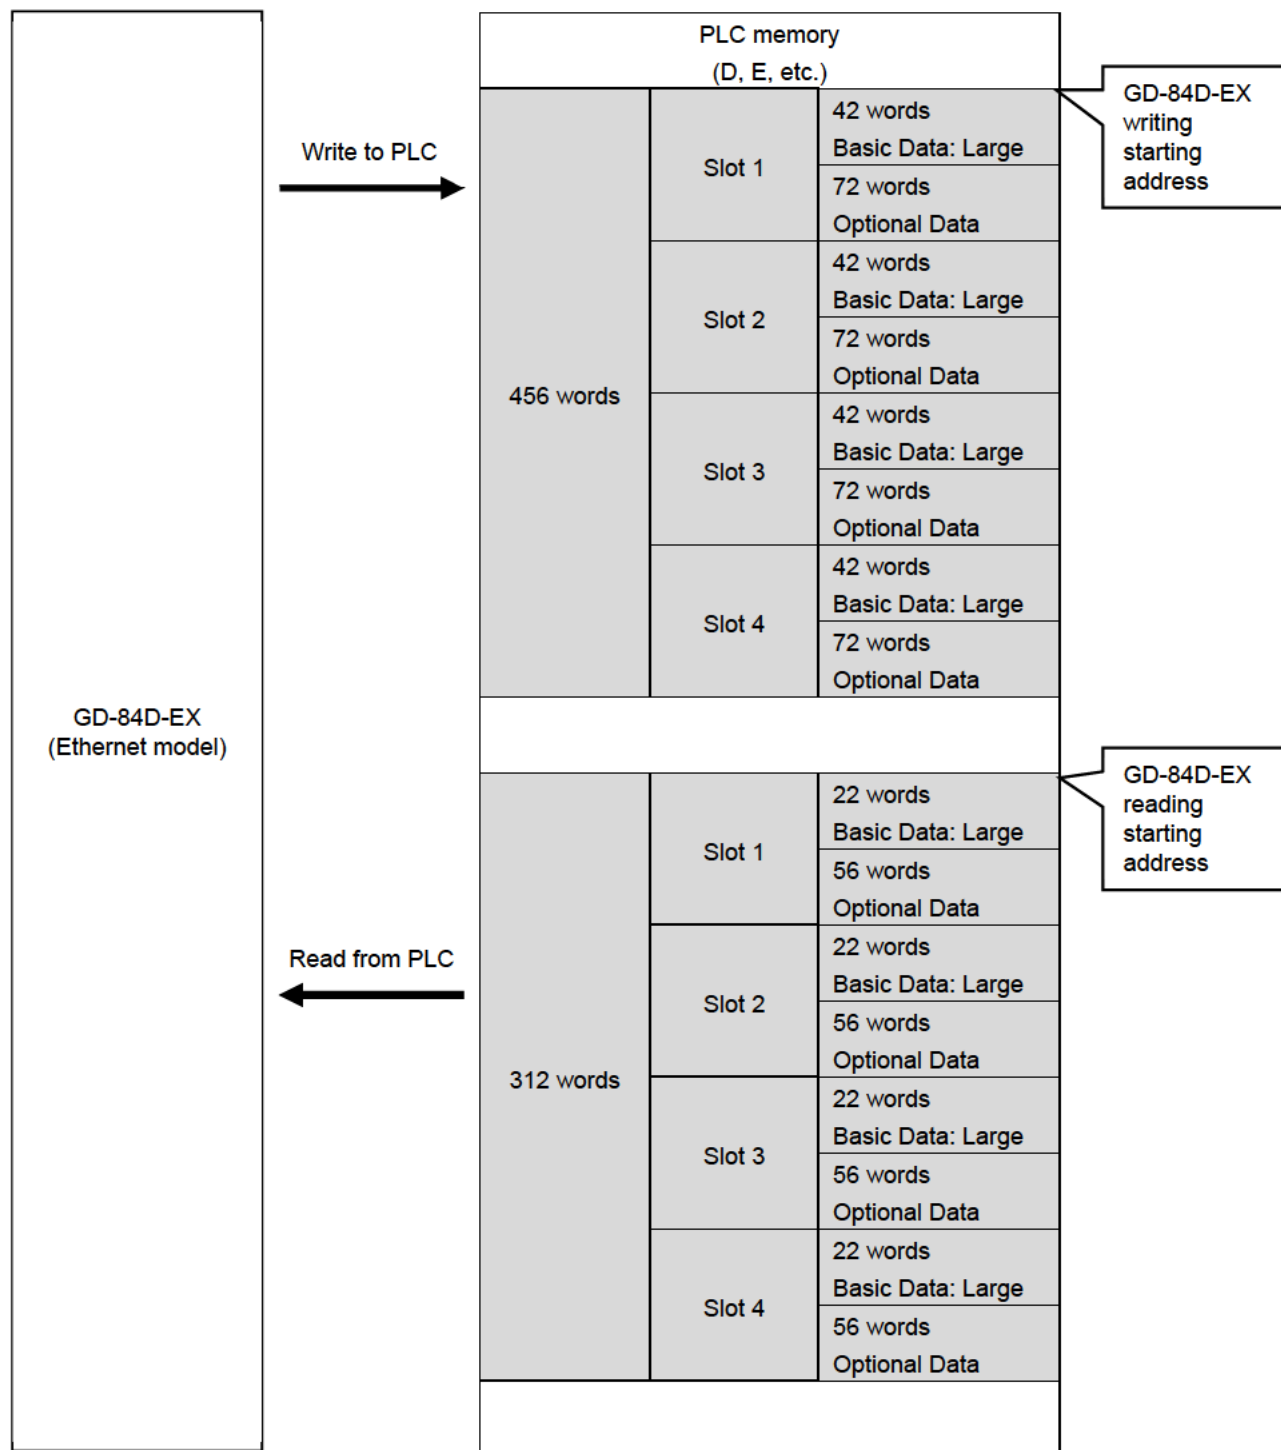 PLC memory
(D, E, etc.)
GD-84D-EX
writing
starting
address
Write to PLC
456 words
Slot 1
42 words
Basic Data: Large
72 words
Optional Data
Slot 2
42 words
Basic Data: Large
72 words
Optional Data
Slot 3
42 words
Basic Data: Large
72 words
Optional Data
Slot 4
42 words
Basic Data: Large
72 words
Optional Data
GD-84D-EX
(Ethernet model)
GD-84D-EX
reading
starting
address
Read from PLC
312 words
Slot 1
22 words
Basic Data: Large
56 words
Optional Data
Slot 2
22 words
Basic Data: Large
56 words
Optional Data
Slot 3
22 words
Basic Data: Large
56 words
Optional Data
Slot 4
22 words
Basic Data: Large
56 words
Optional Data